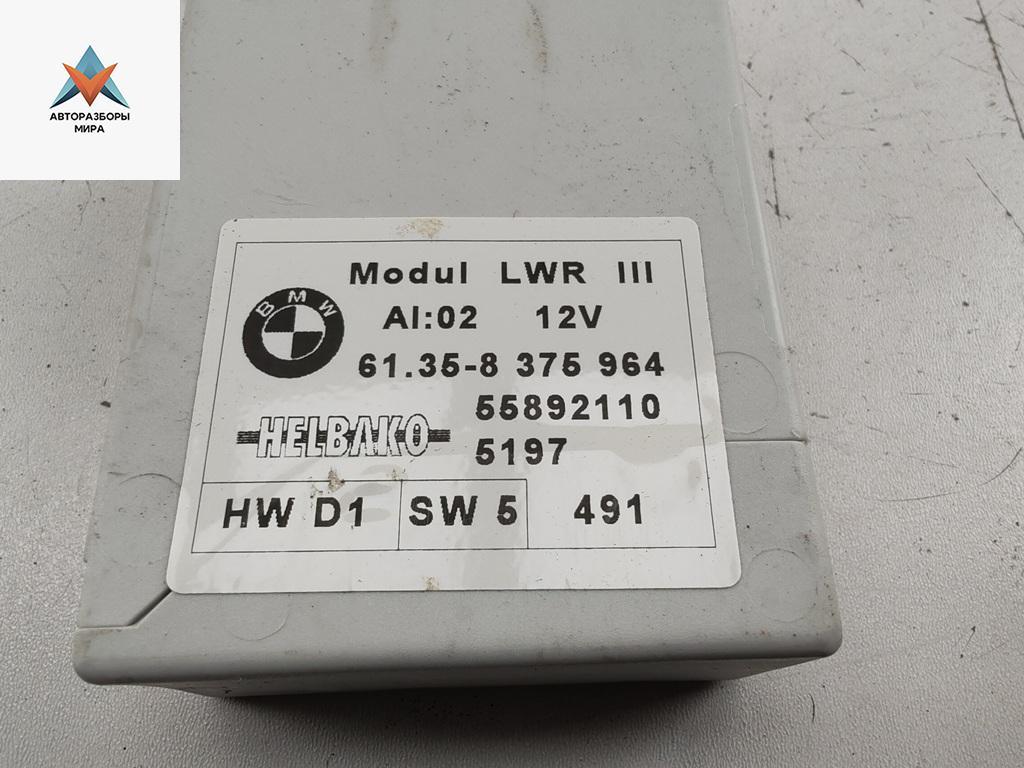 АВТОРАЗБОРЫ
МИРА
Modul LWR III
BMW
AI:02 12V
61.35-8 375 964
55892110
HELBAKO
5197
HW D1 SW 5 491